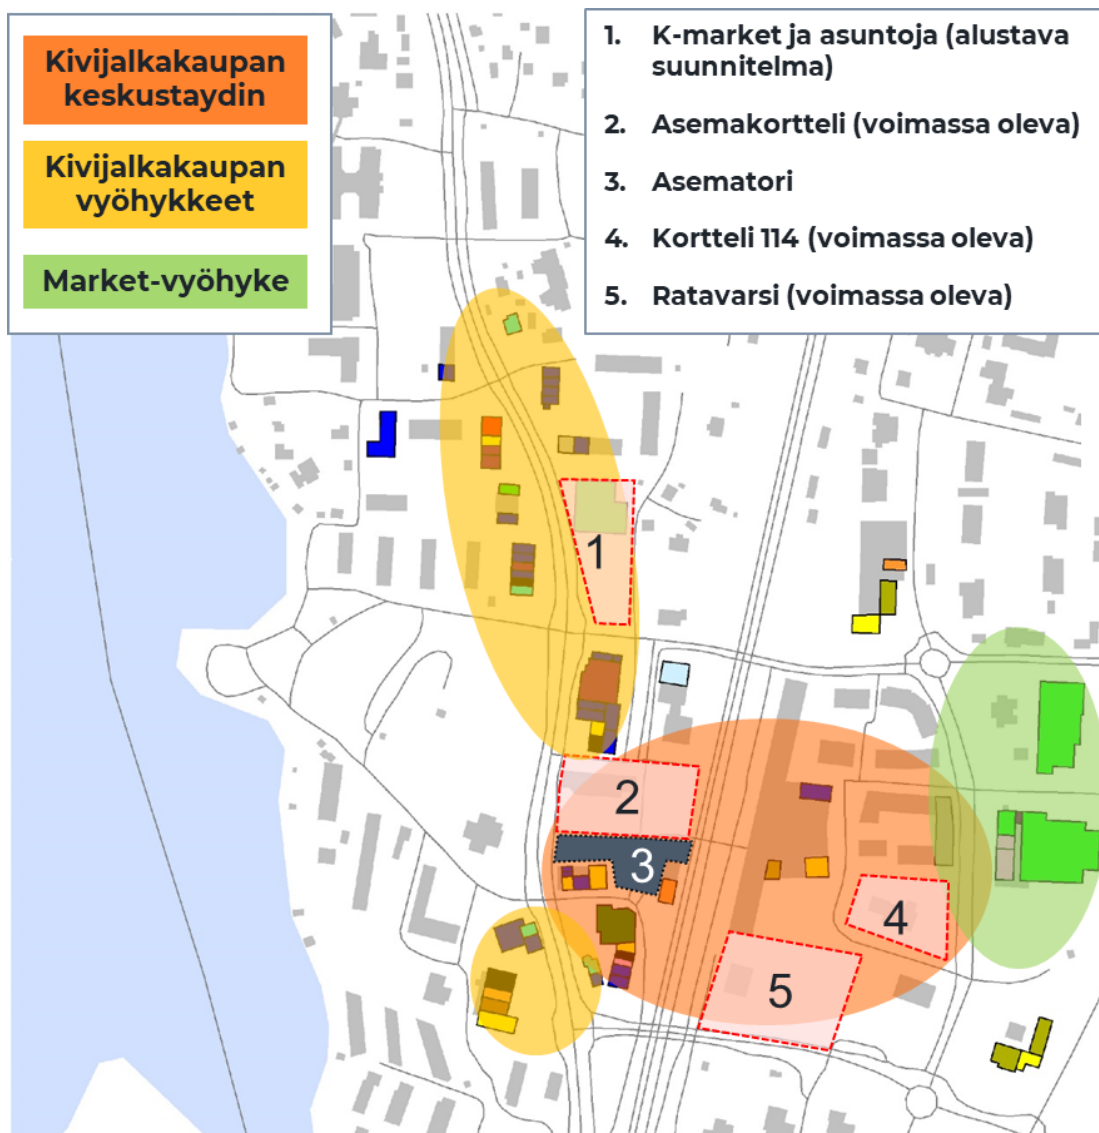 Kivijalkakaupan
keskustaydin
Kivijalkakaupan
vyöhykkeet
Market-vyöhyke
1. K-market ja asuntoja (alustava
suunnitelma)
2. Asemakortteli (voimassa oleva)
3. Asematori
4. Kortteli 114 (voimassa oleva)
5. Ratavarsi (voimassa oleva)
1
2
3
4
5